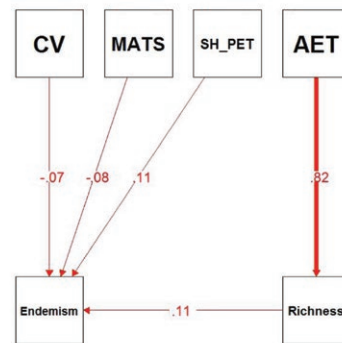 CV MATS SH_PET AET
-.07 -.08 .11 .82
Endemism .11 Richness